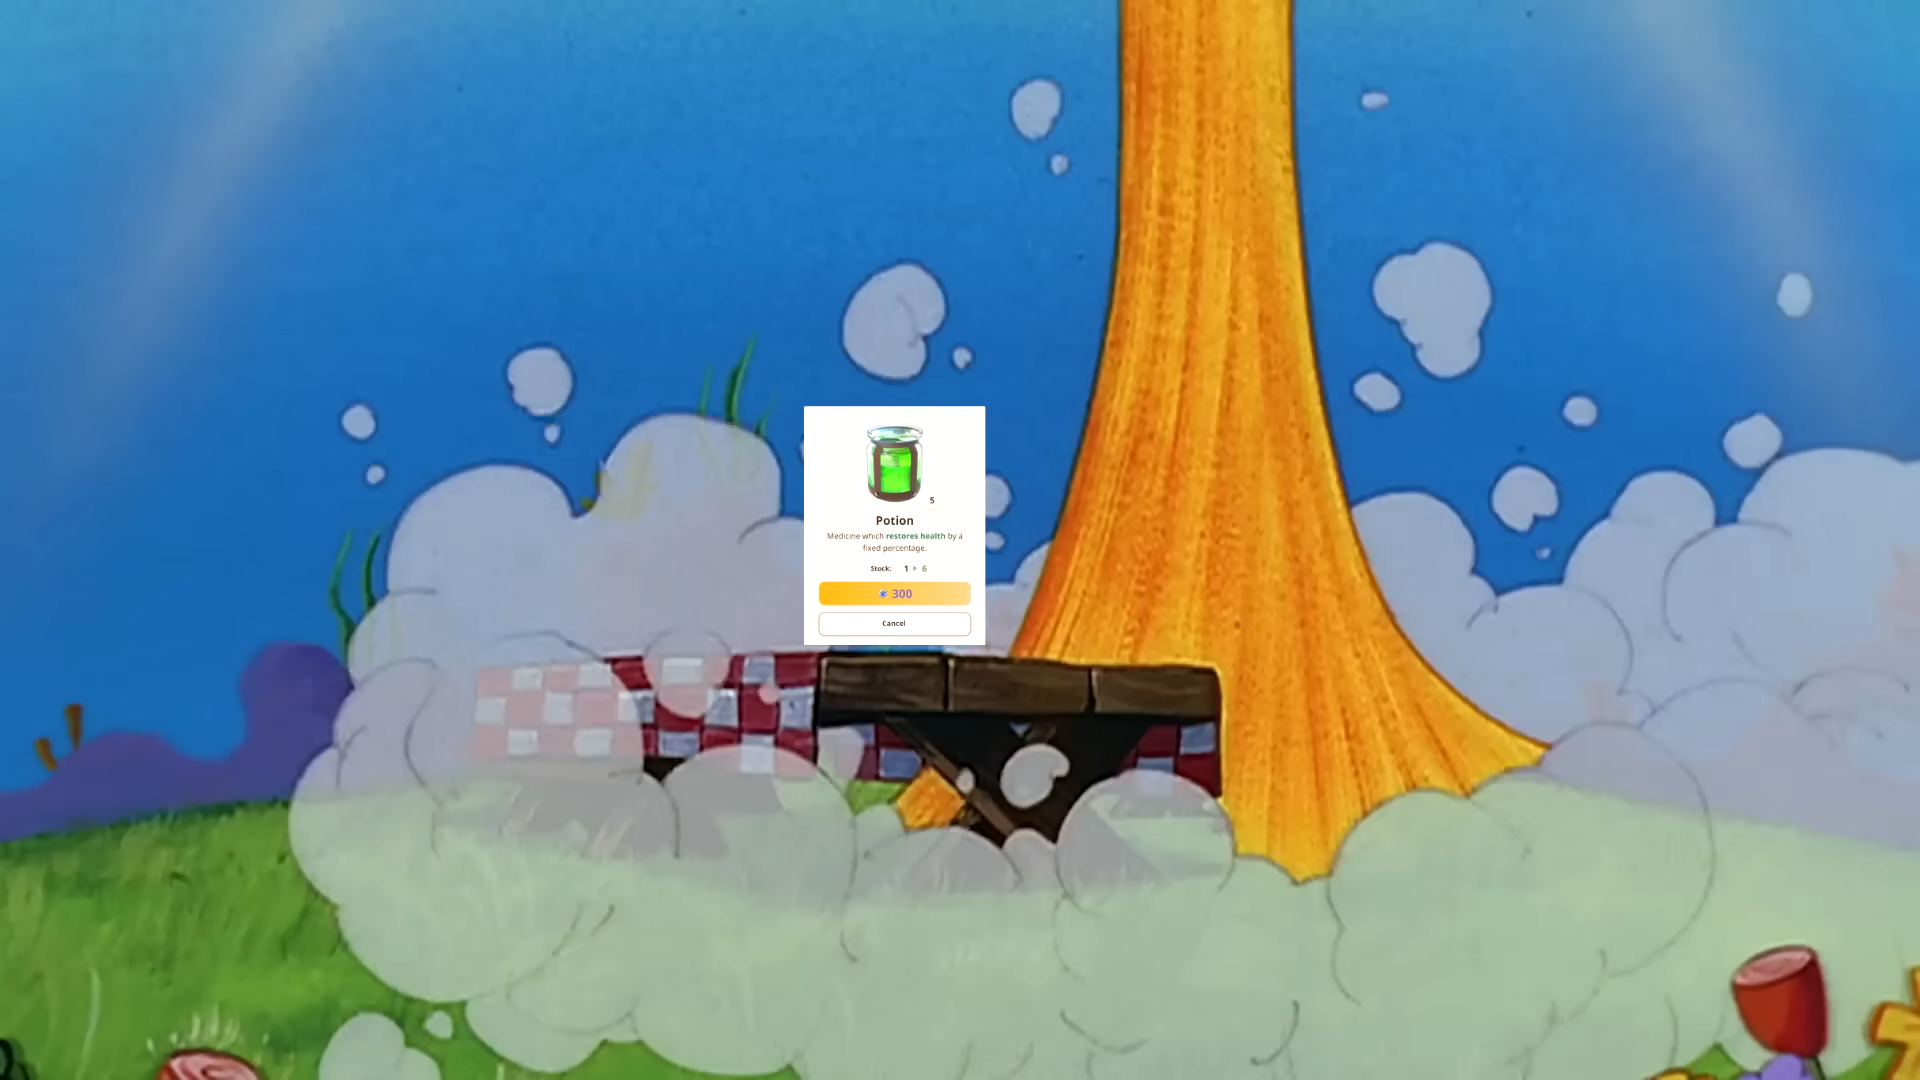 5
Potion
Medicine which restores health by a
fixed percentage.
Stock: 1 ▸ 6
300
Cancel